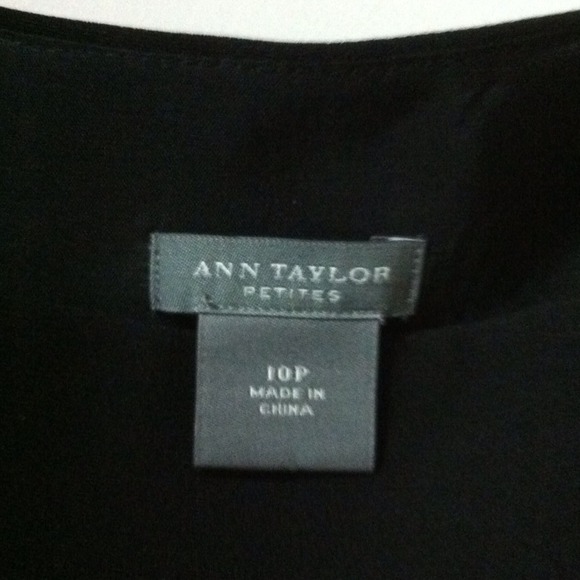 ANN TAYLOR
PETITES
10P
MADE IN
CHINA